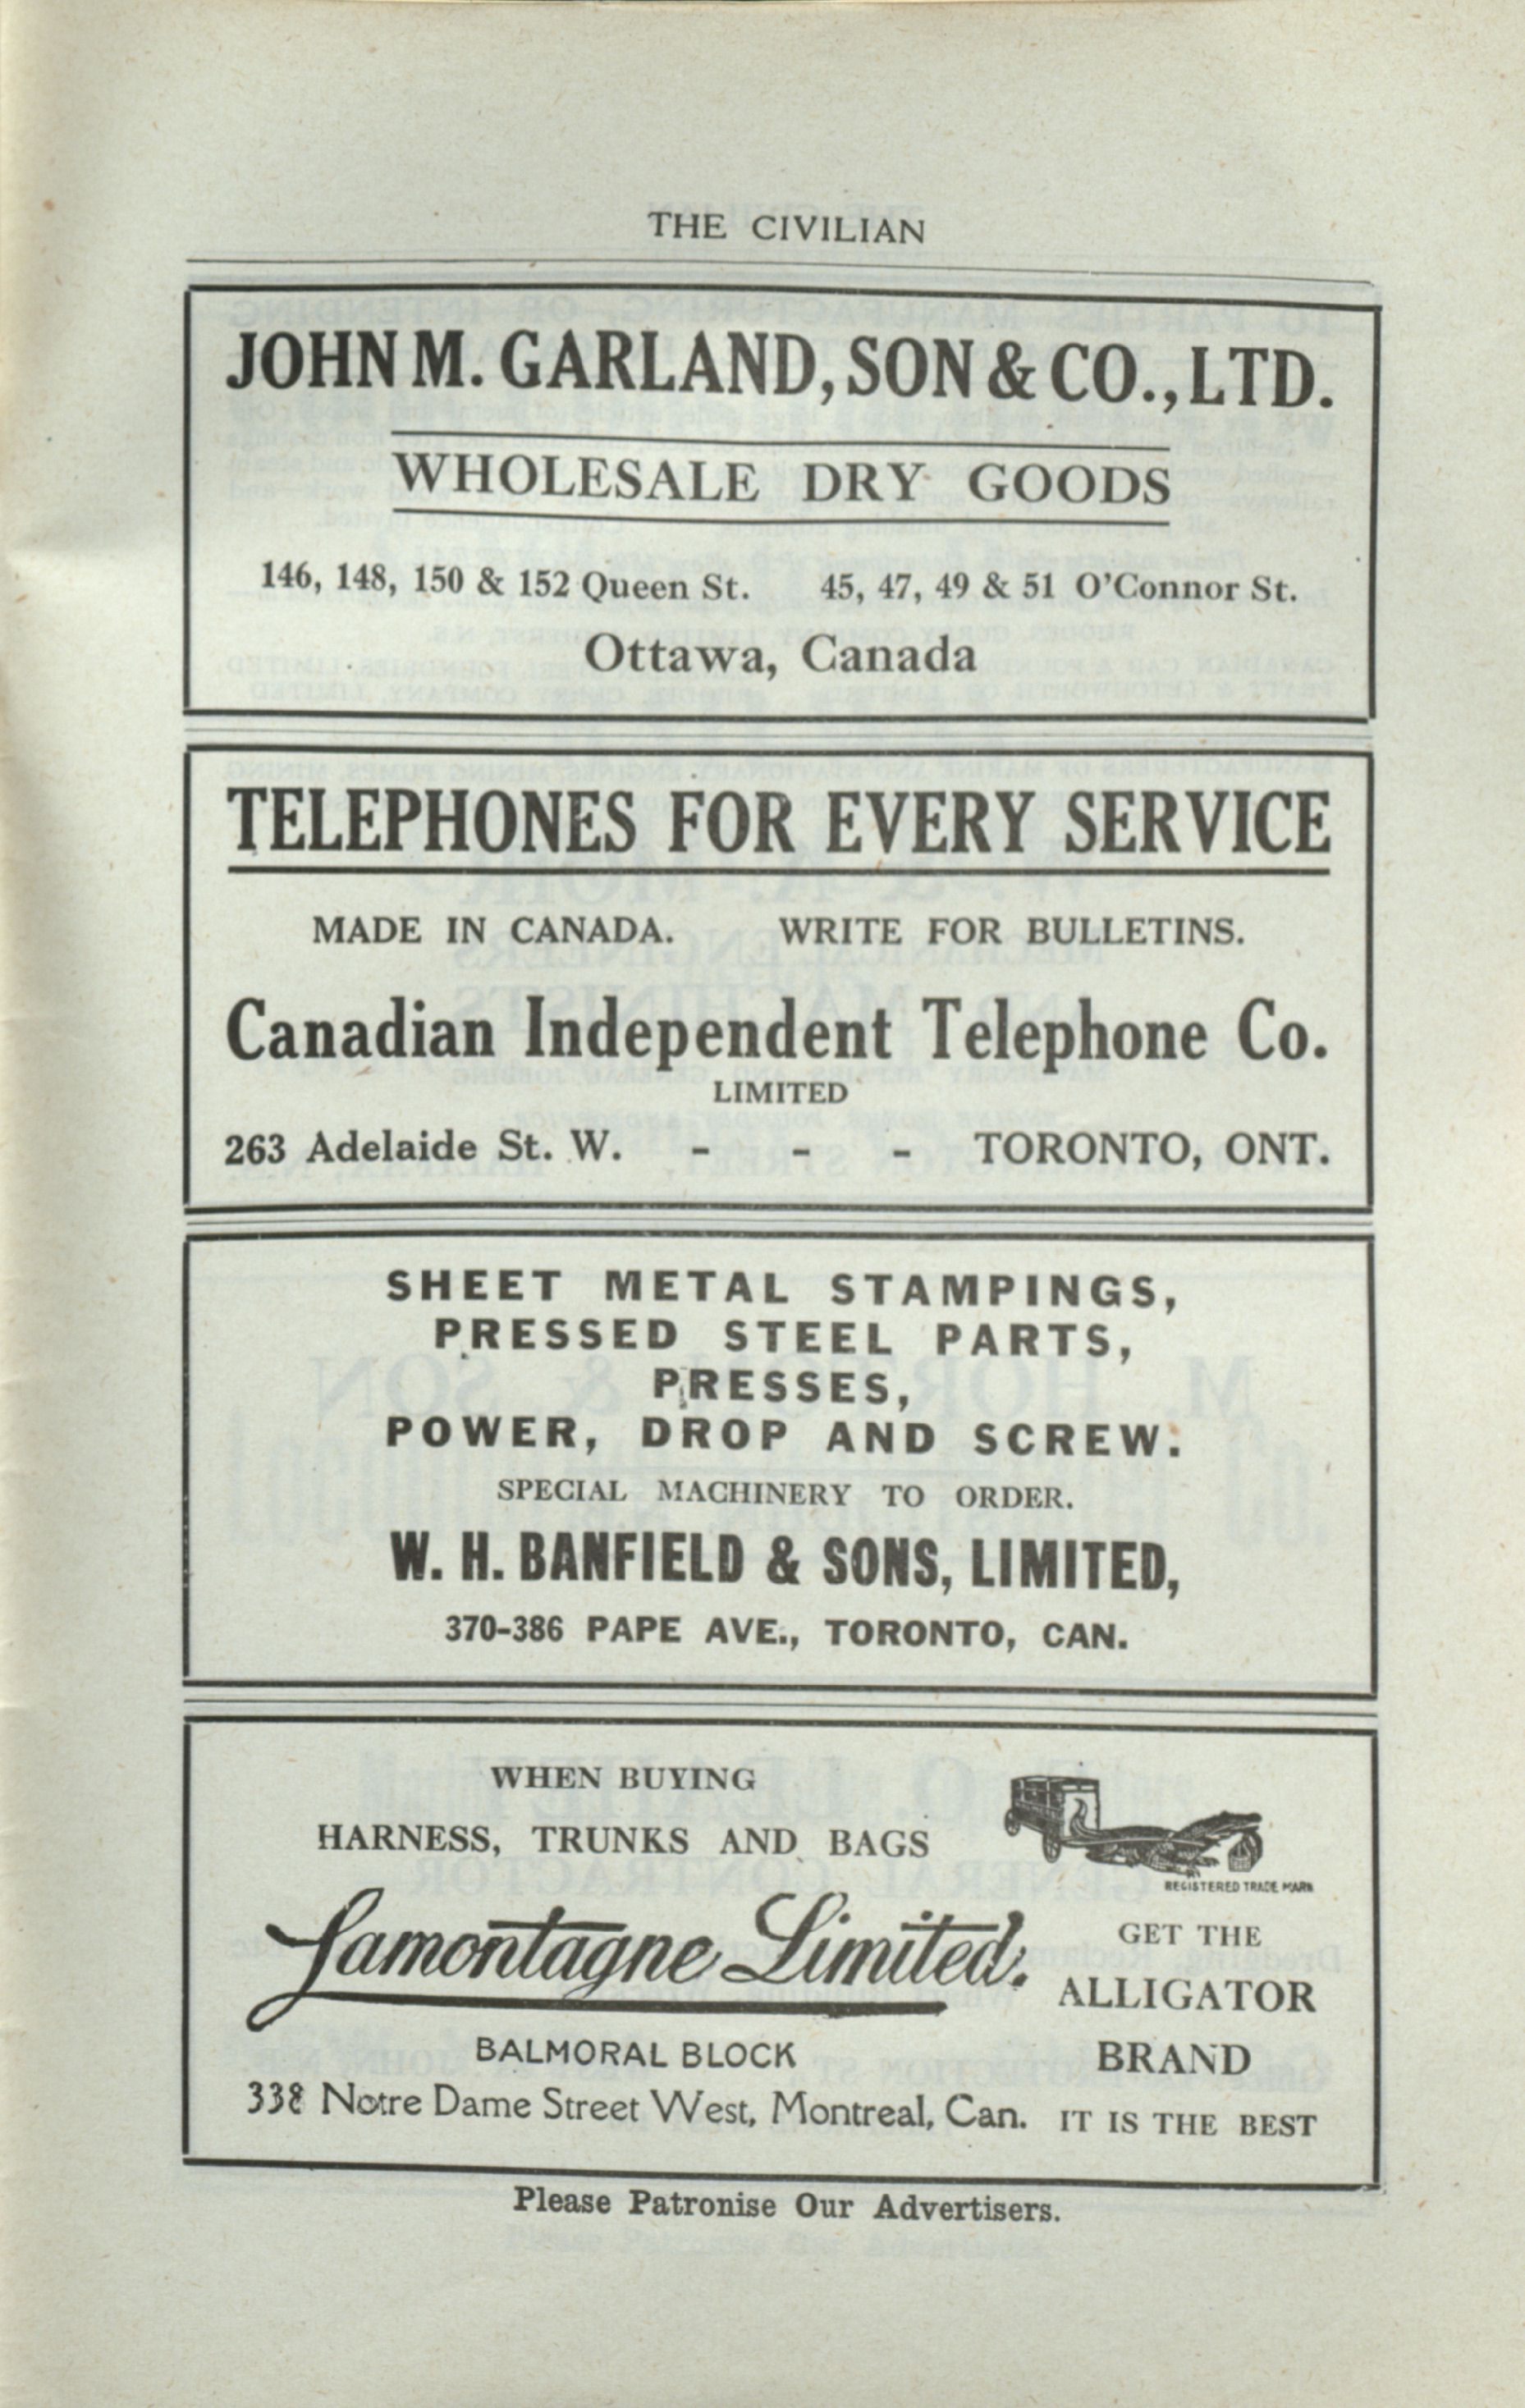 THE CIVILIAN
JOHN M. GARLAND, SON & CO., LTD.
WHOLESALE DRY GOODS
146, 148, 150 & 152 Queen St. 45, 47, 49 & 51 O'Connor St.
Ottawa, Canada
TELEPHONES FOR EVERY SERVICE
MADE IN CANADA. WRITE FOR BULLETINS.
Canadian Independent Telephone Co.
LIMITED
263 Adelaide St. W. - - - TORONTO, ONT.
SHEET METAL STAMPINGS,
PRESSED STEEL PARTS,
PRESSES,
POWER, DROP AND SCREW.
SPECIAL MACHINERY TO ORDER.
W. H. BANFIELD & SONS, LIMITED,
370-386 PAPE AVE., TORONTO, CAN.
WHEN BUYING
HARNESS, TRUNKS AND BAGS
Lamontagne Limited.
BALMORAL BLOCK
338 Notre Dame Street West, Montreal, Can.
REGISTERED TRADE MARK
GET THE
ALLIGATOR
BRAND
IT IS THE BEST
Please Patronise Our Advertisers.